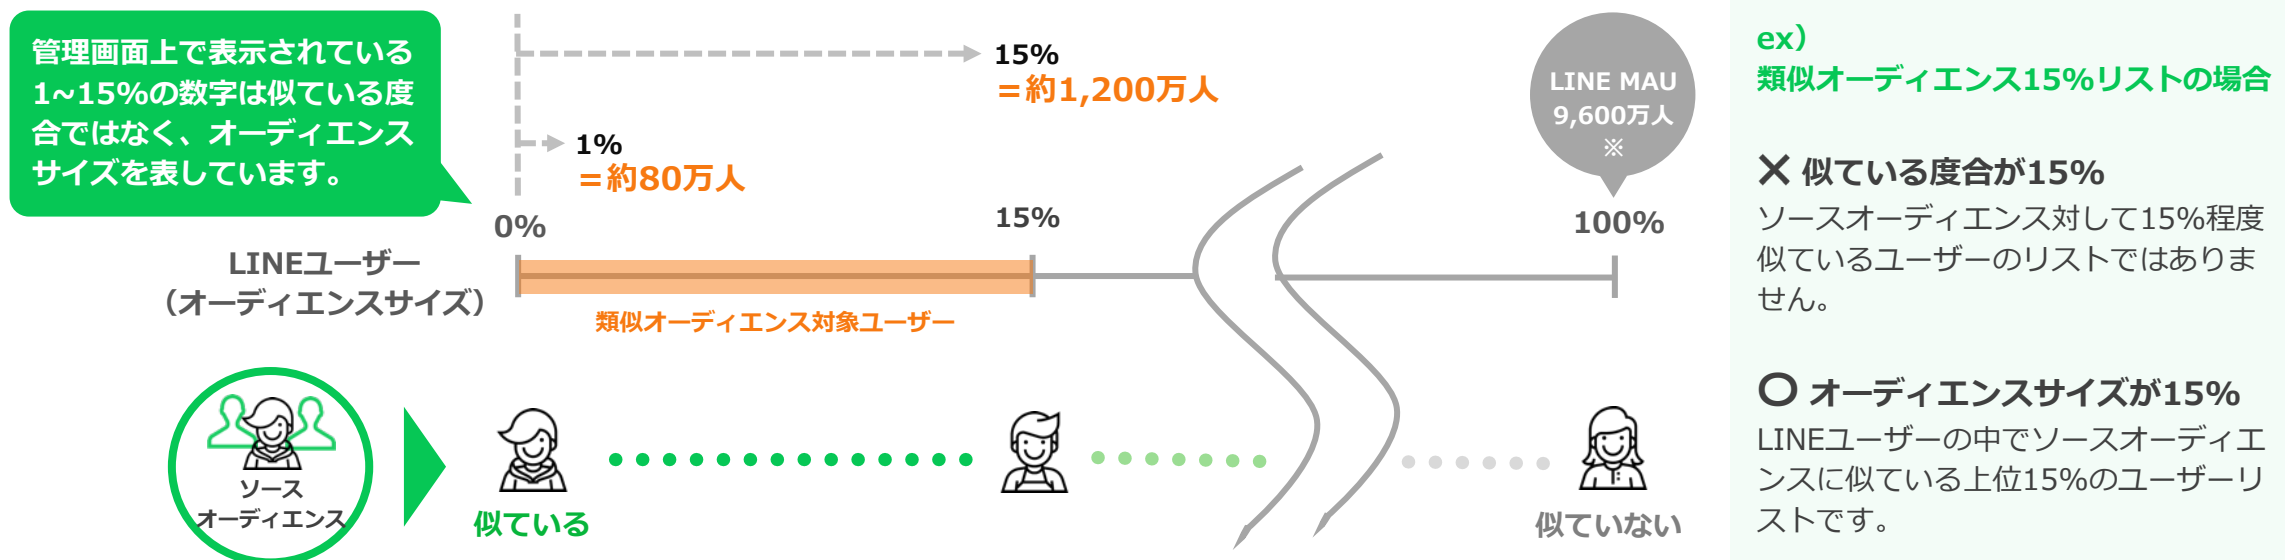 管理画面上で表示されている
1~15%の数字は似ている度
合ではなく、オーディエンス
サイズを表しています。
15%
＝約1,200万人
1%
＝約80万人
LINE MAU
9,600万人
※
0%
15%
100%
LINEユーザー
（オーディエンスサイズ）
類似オーディエンス対象ユーザー
ソース
オーディエンス
似ている
似ていない
ex）
類似オーディエンス15%リストの場合
✕ 似ている度合が15%
ソースオーディエンス対して15%程度
似ているユーザーのリストではありま
せん。
〇 オーディエンスサイズが15%
LINEユーザーの中でソースオーディエ
ンスに似ている上位15%のユーザーリ
ストです。